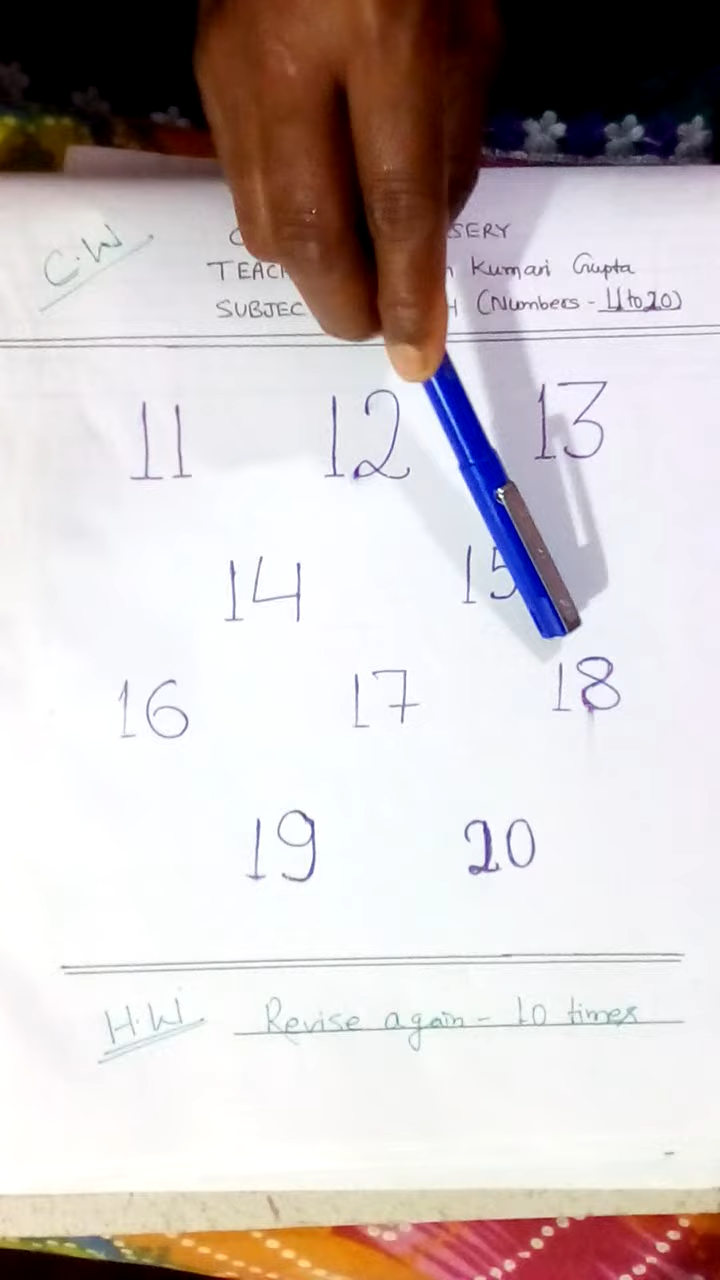 C.W
SERY
TEAC Kumari Gupta
SUBJEC (Numbers - 11 to 20)
11 12 13
14 15
16 17 18
19 20
H.W. Revise again - 10 times